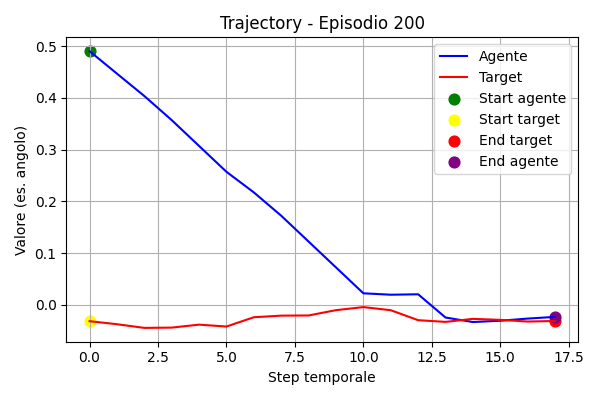 Trajectory - Episodio 200
Valore (es. angolo)
0.5
0.4
0.3
0.2
0.1
0.0
Agente
Target
Start agente
Start target
End target
End agente
0.0 2.5 5.0 7.5 10.0 12.5 15.0 17.5
Step temporale